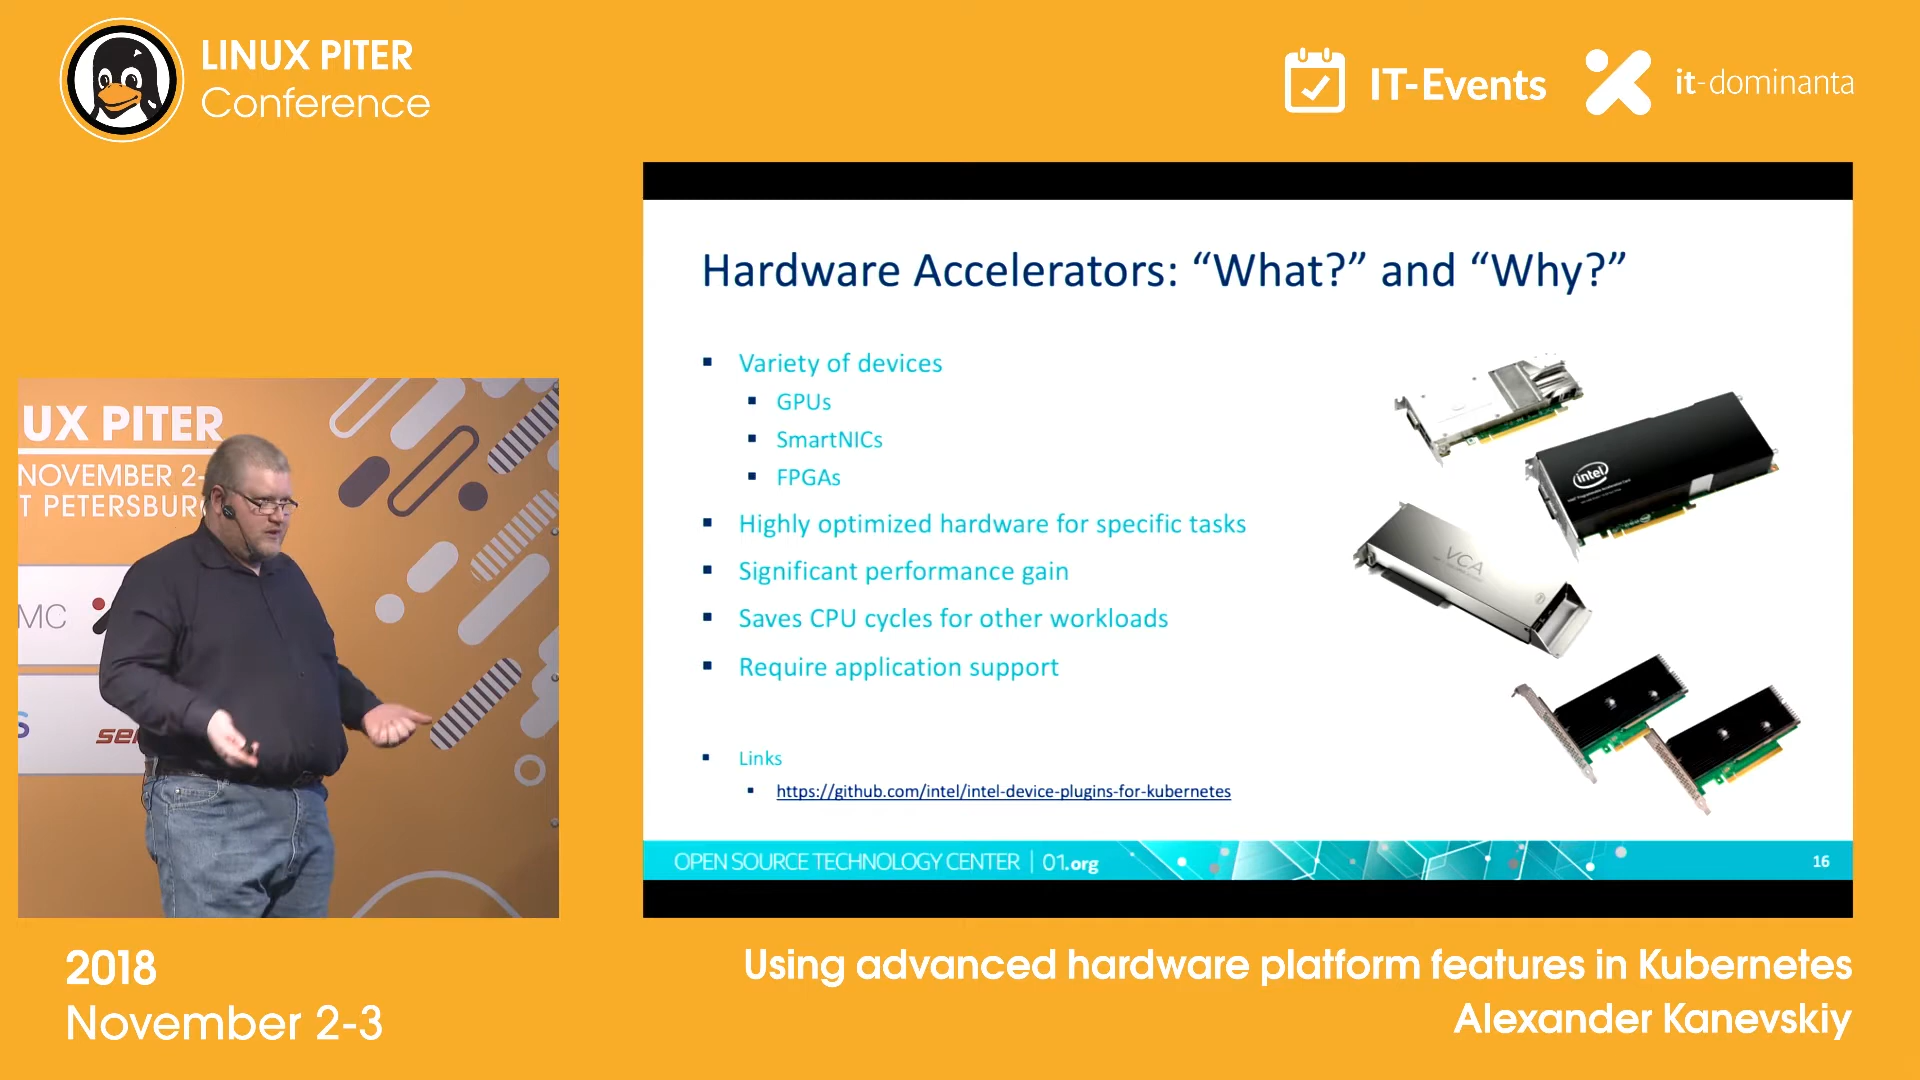 LINUX PITER
Conference
IT-Events
it-dominanta
Hardware Accelerators: “What?” and “Why?”
▪ Variety of devices
▪ GPUs
▪ SmartNICs
▪ FPGAs
▪ Highly optimized hardware for specific tasks
▪ Significant performance gain
▪ Saves CPU cycles for other workloads
▪ Require application support
▪ Links
▪ https://github.com/intel/intel-device-plugins-for-kubernetes
intel
VCA
OPEN SOURCE TECHNOLOGY CENTER | 01.org
16
UX PITER
NOVEMBER 2-
T PETERSBURG
MC
S
2018
November 2-3
Using advanced hardware platform features in Kubernetes
Alexander Kanevskiy